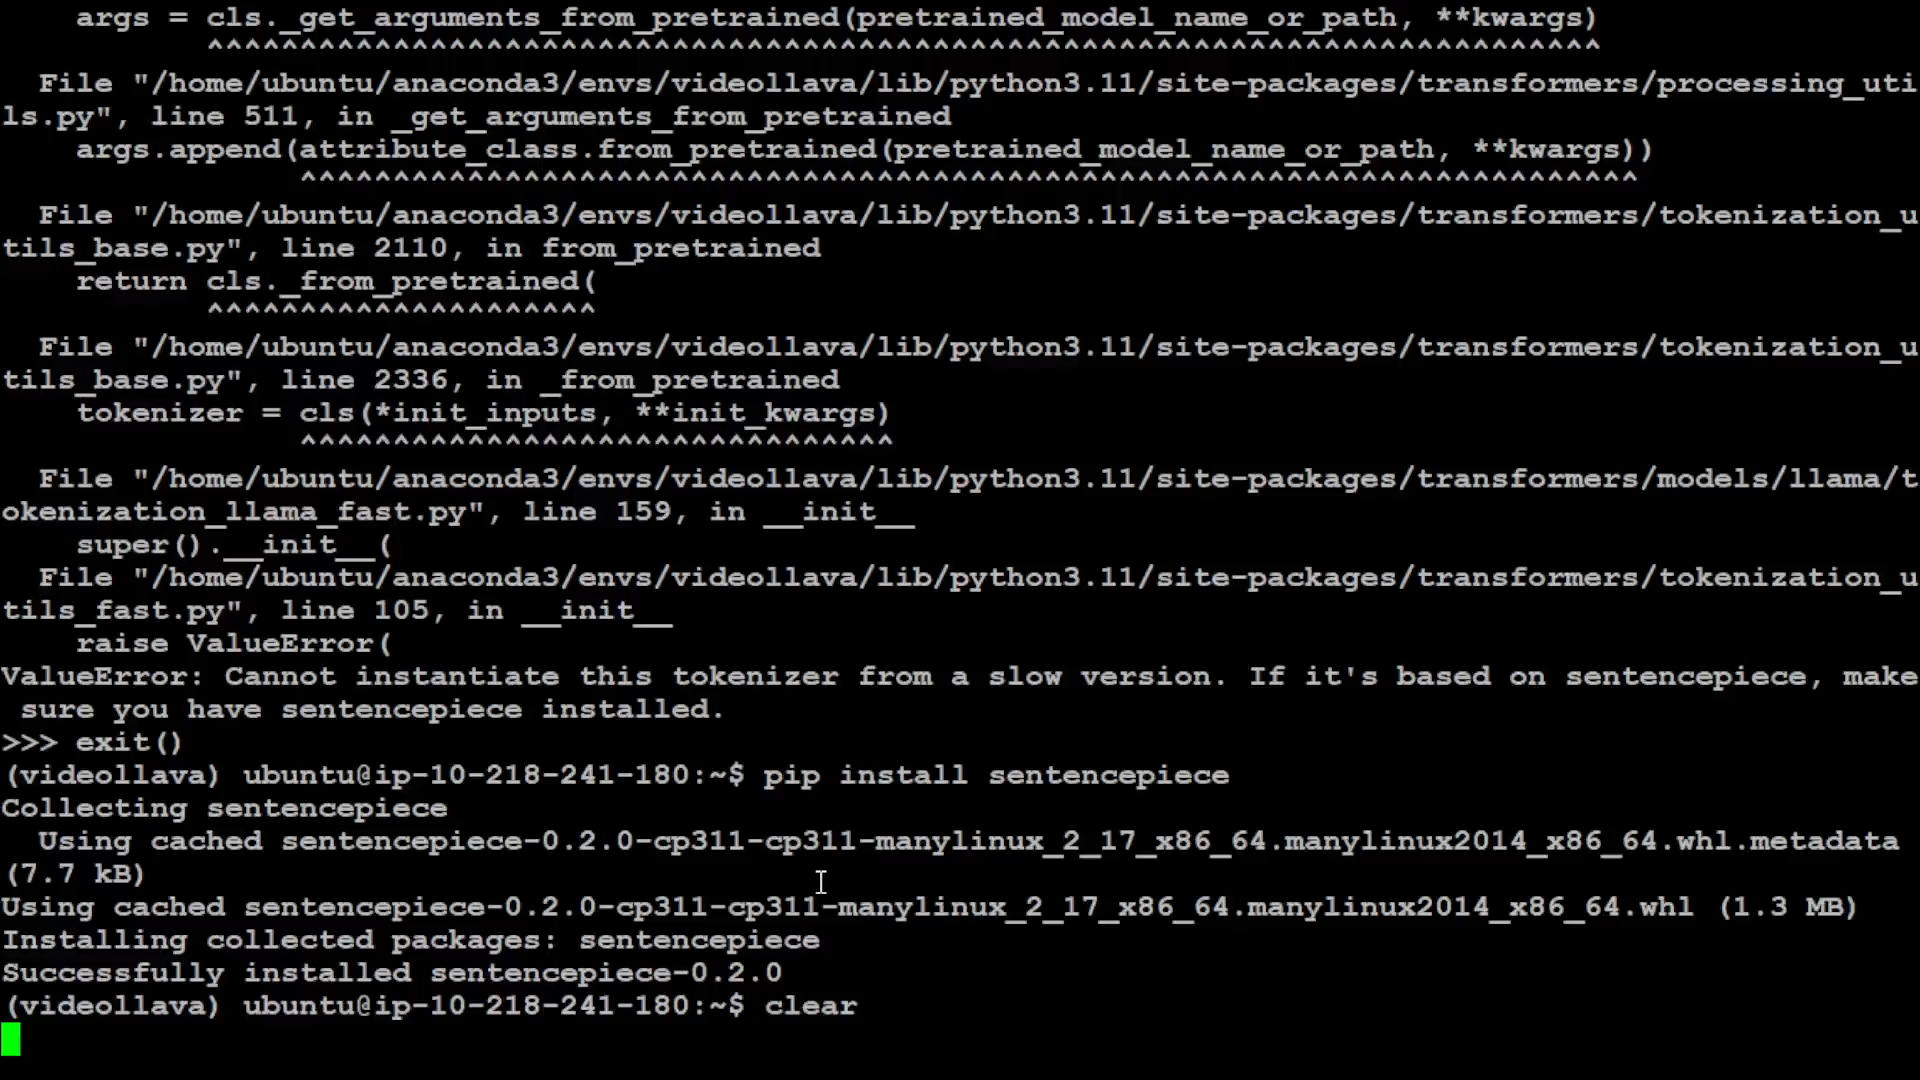 args = cls._get_arguments_from_pretrained(pretrained_model_name_or_path, **kwargs)
           ^^^^^^^^^^^^^^^^^^^^^^^^^^^^^^^^^^^^^^^^^^^^^^^^^^^^^^^^^^^^^^^^^^^^^^^^^^^
  File "/home/ubuntu/anaconda3/envs/videollava/lib/python3.11/site-packages/transformers/processing_uti
ls.py", line 511, in _get_arguments_from_pretrained
    args.append(attribute_class.from_pretrained(pretrained_model_name_or_path, **kwargs))
                ^^^^^^^^^^^^^^^^^^^^^^^^^^^^^^^^^^^^^^^^^^^^^^^^^^^^^^^^^^^^^^^^^^^^^^^^
  File "/home/ubuntu/anaconda3/envs/videollava/lib/python3.11/site-packages/transformers/tokenization_u
tils_base.py", line 2110, in from_pretrained
    return cls._from_pretrained(
           ^^^^^^^^^^^^^^^^^^^^^
  File "/home/ubuntu/anaconda3/envs/videollava/lib/python3.11/site-packages/transformers/tokenization_u
tils_base.py", line 2336, in _from_pretrained
    tokenizer = cls(*init_inputs, **init_kwargs)
                ^^^^^^^^^^^^^^^^^^^^^^^^^^^^^^^^
  File "/home/ubuntu/anaconda3/envs/videollava/lib/python3.11/site-packages/transformers/models/llama/t
okenization_llama_fast.py", line 159, in __init__
    super().__init__(
  File "/home/ubuntu/anaconda3/envs/videollava/lib/python3.11/site-packages/transformers/tokenization_u
tils_fast.py", line 105, in __init__
    raise ValueError(
ValueError: Cannot instantiate this tokenizer from a slow version. If it's based on sentencepiece, make
 sure you have sentencepiece installed.
>>> exit()
(videollava) ubuntu@ip-10-218-241-180:~$ pip install sentencepiece
Collecting sentencepiece
  Using cached sentencepiece-0.2.0-cp311-cp311-manylinux_2_17_x86_64.manylinux2014_x86_64.whl.metadata
(7.7 kB)
Using cached sentencepiece-0.2.0-cp311-cp311-manylinux_2_17_x86_64.manylinux2014_x86_64.whl (1.3 MB)
Installing collected packages: sentencepiece
Successfully installed sentencepiece-0.2.0
(videollava) ubuntu@ip-10-218-241-180:~$ clear